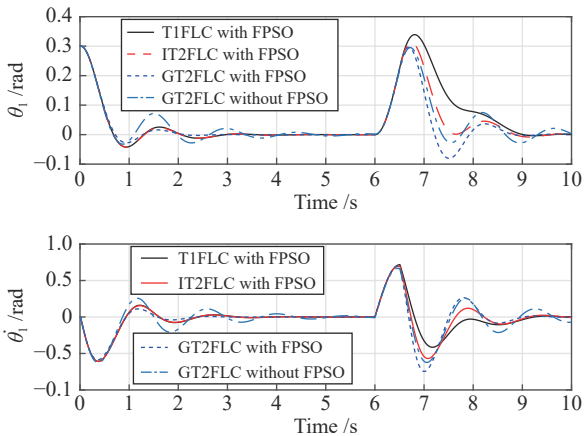 0.4
0.3
0.2
0.1
0
−0.1
θ1 /rad
T1FLC with FPSO
IT2FLC with FPSO
GT2FLC with FPSO
GT2FLC without FPSO
0 1 2 3 4 5 6 7 8 9 10
Time /s
1.0
0.5
0
−0.5
−0.1
θ̇1 /rad
T1FLC with FPSO
IT2FLC with FPSO
GT2FLC with FPSO
GT2FLC without FPSO
0 1 2 3 4 5 6 7 8 9 10
Time /s